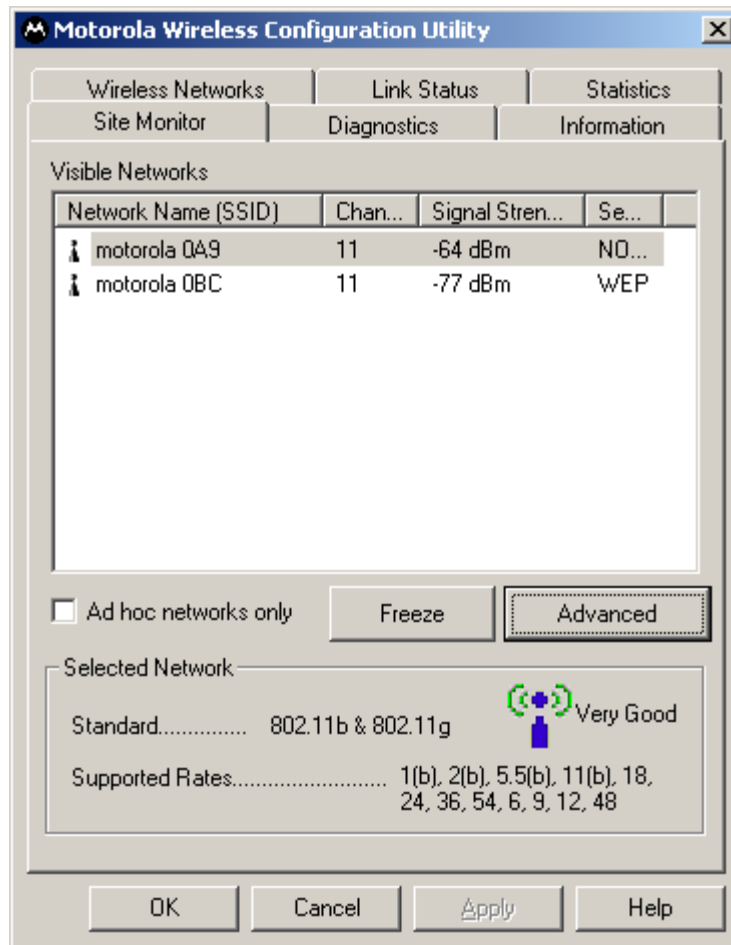 Motorola Wireless Configuration Utility
Wireless Networks Link Status Statistics
Site Monitor Diagnostics Information
Visible Networks
Network Name (SSID) Chan... Signal Stren... Se...
motorola 0A9 11 -64 dBm NO...
motorola 0BC 11 -77 dBm WEP
Ad hoc networks only Freeze Advanced
Selected Network
Very Good
Standard............... 802.11b & 802.11g
Supported Rates.......................... 1(b), 2(b), 5.5(b), 11(b), 18,
24, 36, 54, 6, 9, 12, 48
OK Cancel Apply Help